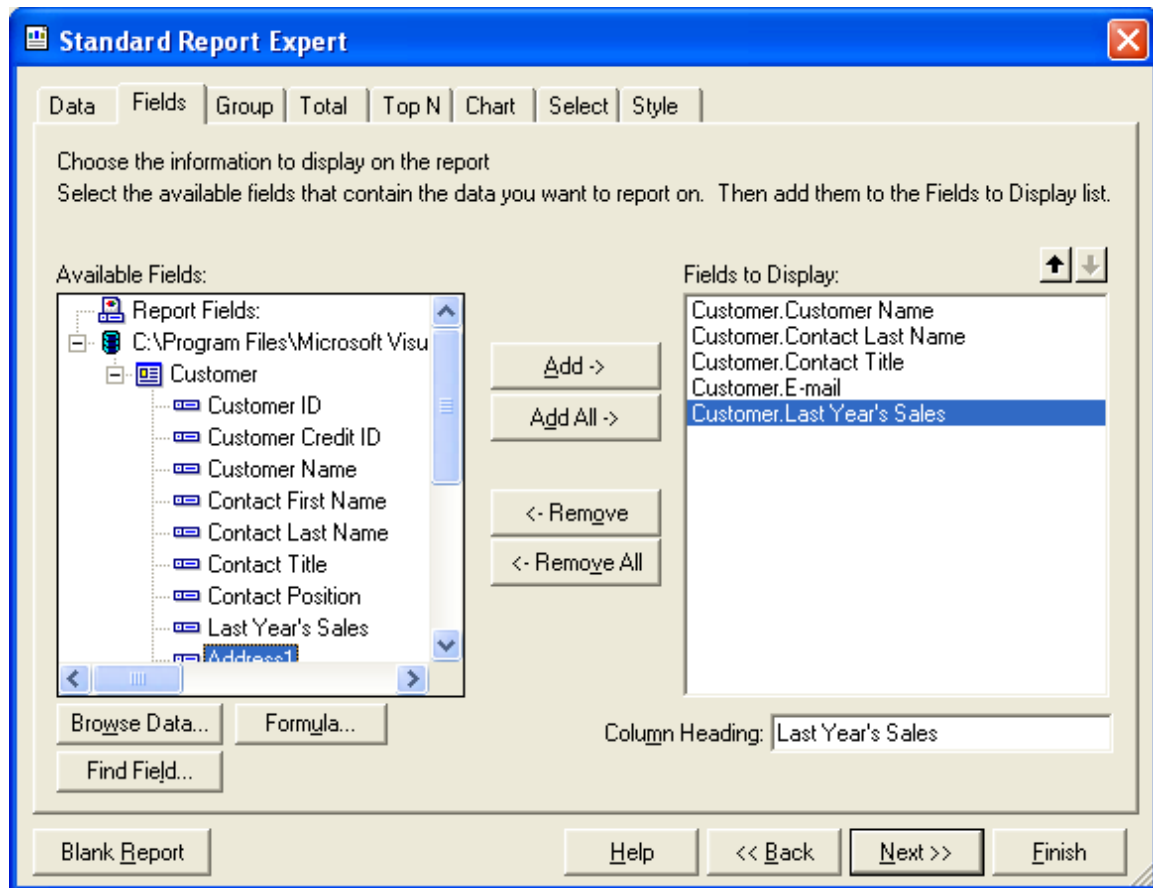 Standard Report Expert
Data Fields Group Total Top N Chart Select Style
Choose the information to display on the report
Select the available fields that contain the data you want to report on. Then add them to the Fields to Display list.
Available Fields:
Report Fields:
C:\Program Files\Microsoft Visu
Customer
Customer ID
Customer Credit ID
Customer Name
Contact First Name
Contact Last Name
Contact Title
Contact Position
Last Year's Sales
Address1
Add ->
Add All ->
<- Remove
<- Remove All
Fields to Display:
Customer.Customer Name
Customer.Contact Last Name
Customer.Contact Title
Customer.E-mail
Customer.Last Year's Sales
Browse Data... Formula...
Find Field...
Column Heading: Last Year's Sales
Blank Report Help << Back Next >> Finish